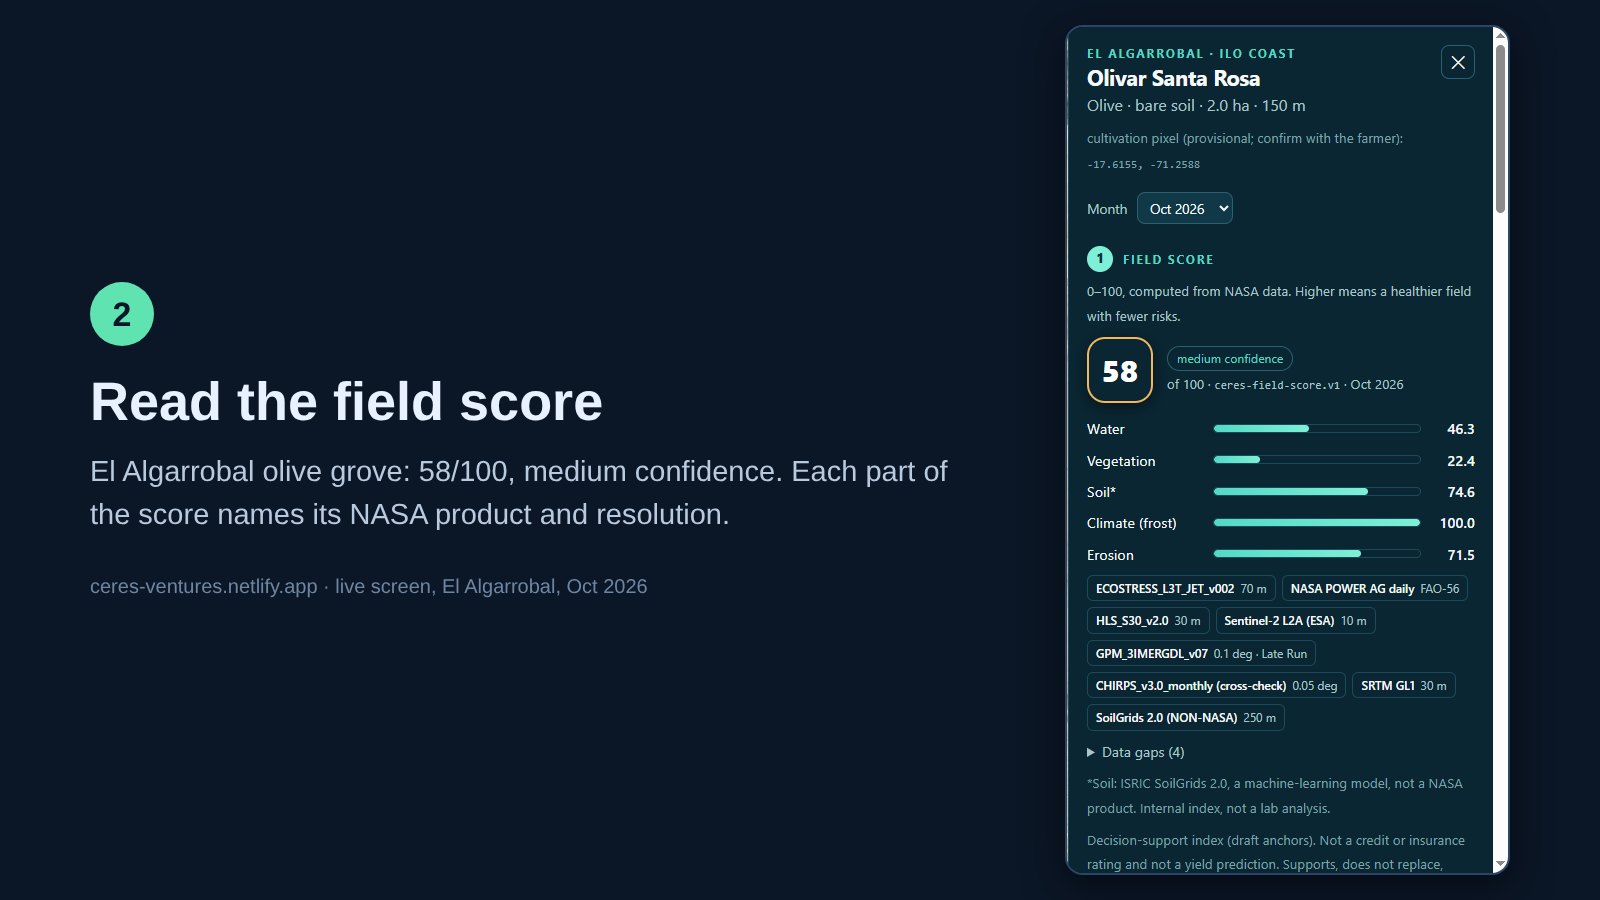 2
Read the field score
El Algarrobal olive grove: 58/100, medium confidence. Each part of
the score names its NASA product and resolution.
ceres-ventures.netlify.app · live screen, El Algarrobal, Oct 2026
EL ALGARROBAL · ILO COAST
Olivar Santa Rosa
Olive · bare soil · 2.0 ha · 150 m
cultivation pixel (provisional; confirm with the farmer):
-17.6155, -71.2588
Month Oct 2026
1 FIELD SCORE
0–100, computed from NASA data. Higher means a healthier field
with fewer risks.
58
medium confidence
of 100 · ceres-field-score.v1 · Oct 2026
Water 46.3
Vegetation 22.4
Soil* 74.6
Climate (frost) 100.0
Erosion 71.5
ECOSTRESS_L3T_JET_v002 70 m NASA POWER AG daily FAO-56
HLS_S30_v2.0 30 m Sentinel-2 L2A (ESA) 10 m
GPM_3IMERGDL_v07 0.1 deg · Late Run
CHIRPS_v3.0_monthly (cross-check) 0.05 deg SRTM GL1 30 m
SoilGrids 2.0 (NON-NASA) 250 m
Data gaps (4)
*Soil: ISRIC SoilGrids 2.0, a machine-learning model, not a NASA
product. Internal index, not a lab analysis.
Decision-support index (draft anchors). Not a credit or insurance
rating and not a yield prediction. Supports, does not replace,